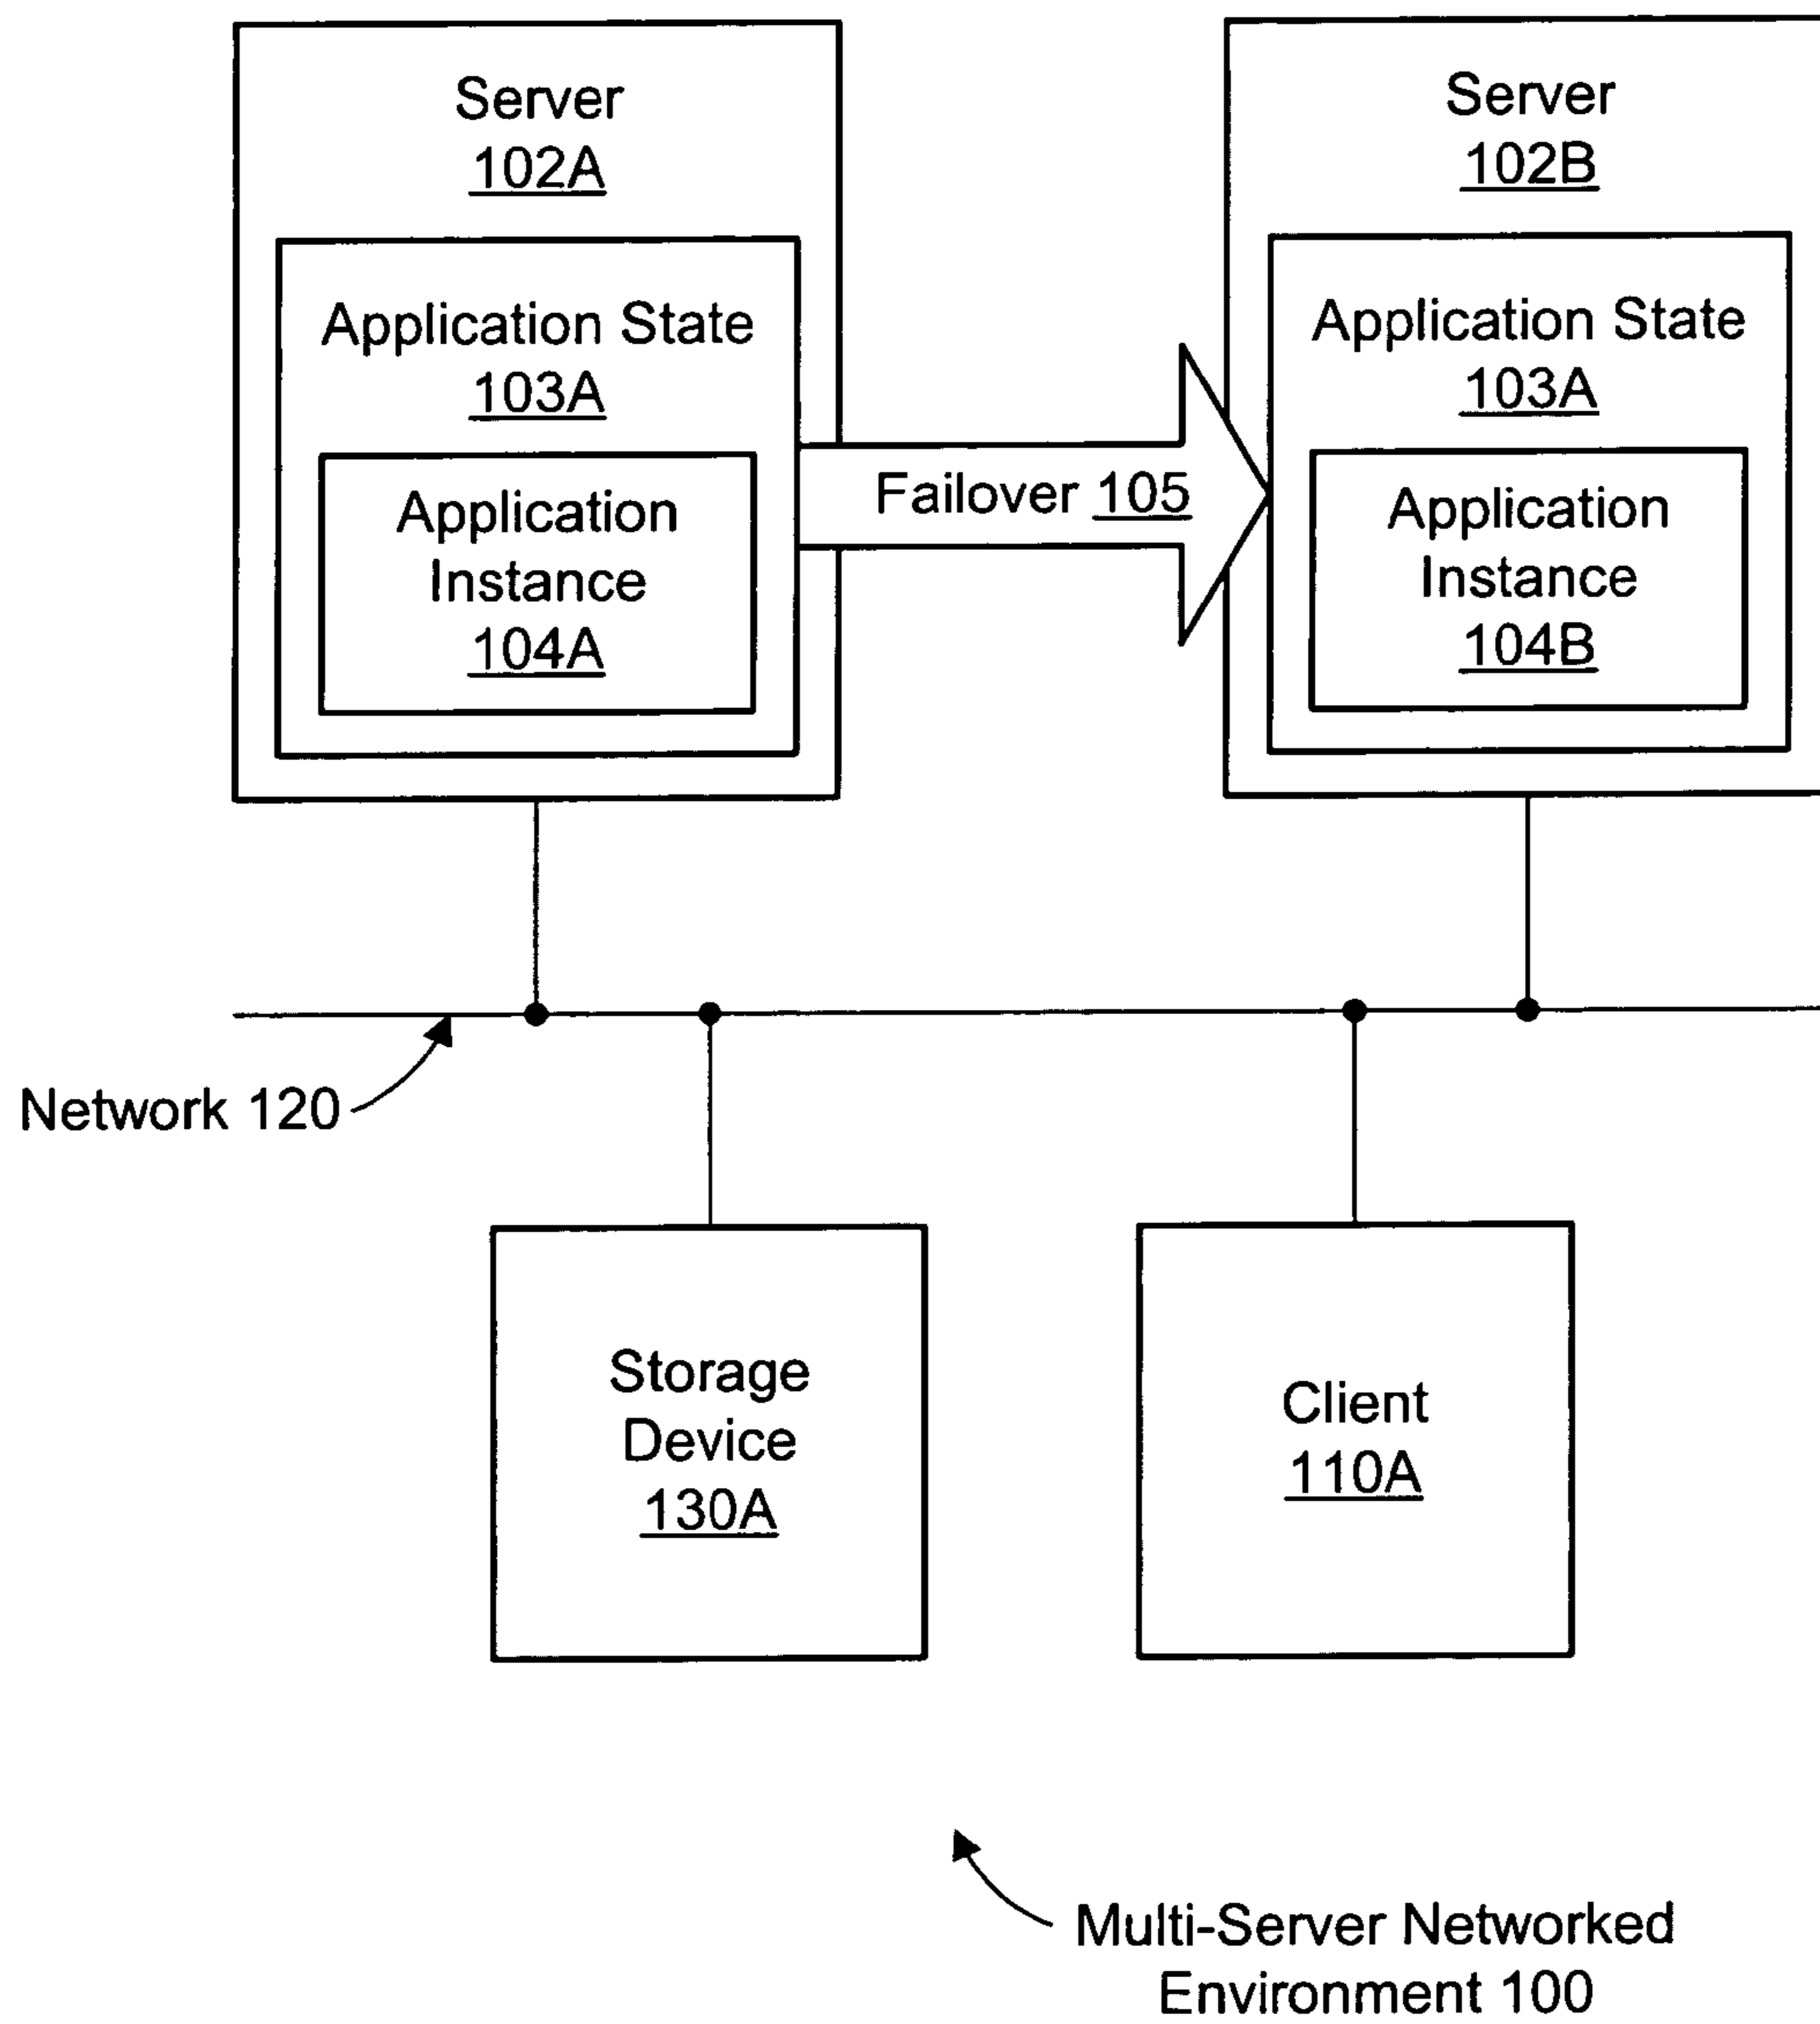 Server
102A
Application State
103A
Application
Instance
104A
Failover 105
Server
102B
Application State
103A
Application
Instance
104B
Network 120
Storage
Device
130A
Client
110A
Multi-Server Networked
Environment 100